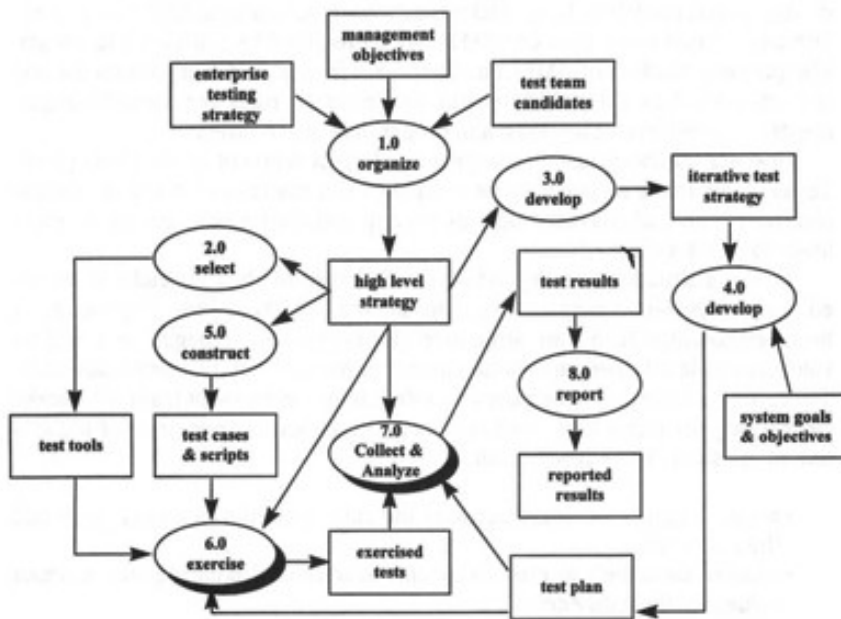 management
objectives
enterprise
testing
strategy
test team
candidates
1.0
organize
3.0
develop
iterative test
strategy
2.0
select
high level
strategy
test results
4.0
develop
5.0
construct
8.0
report
test tools
test cases
& scripts
7.0
Collect &
Analyze
system goals
& objectives
reported
results
6.0
exercise
exercised
tests
test plan